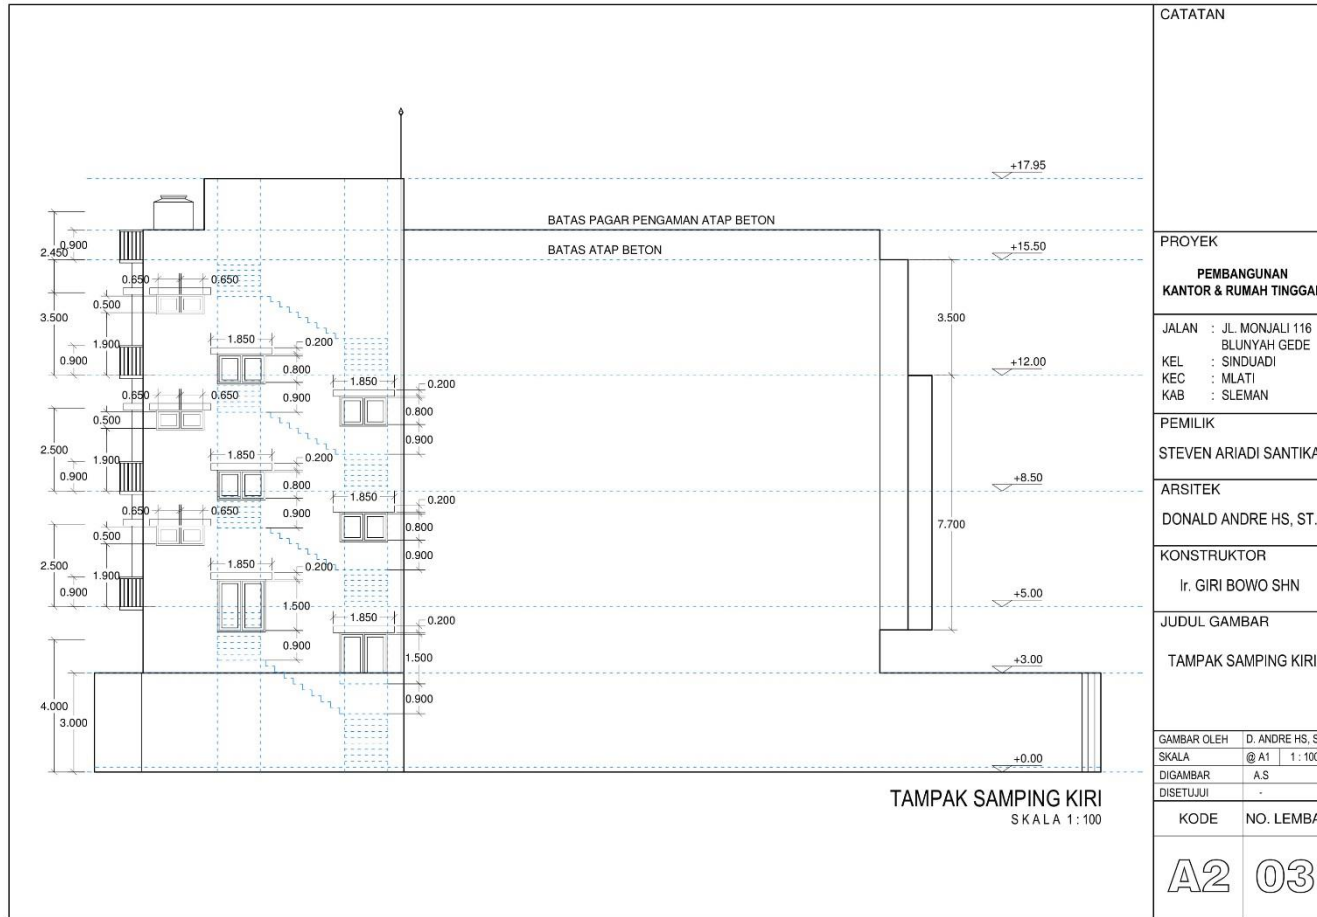 +17.95
BATAS PAGAR PENGAMAN ATAP BETON
0.900
2.450
BATAS ATAP BETON
+15.50
0.650
0.650
0.500
3.500
3.500
1.850
0.200
1.900
0.900
0.800
+12.00
0.900
1.850
0.200
0.650
0.650
0.500
0.800
0.900
2.500
1.900
1.850
0.200
0.900
0.800
+8.50
0.900
1.850
0.200
0.650
0.650
0.500
0.800
7.700
0.900
2.500
1.900
1.850
0.200
0.900
1.500
+5.00
1.850
0.200
0.900
1.500
+3.00
0.900
4.000
3.000
+0.00
TAMPAK SAMPING KIRI
SKALA 1 : 100
CATATAN
PROYEK
PEMBANGUNAN
KANTOR & RUMAH TINGGAL
JALAN : JL. MONJALI 116
BLUNYAH GEDE
KEL : SINDUADI
KEC : MLATI
KAB : SLEMAN
PEMILIK
STEVEN ARIADI SANTIKA
ARSITEK
DONALD ANDRE HS, ST.
KONSTRUKTOR
Ir. GIRI BOWO SHN
JUDUL GAMBAR
TAMPAK SAMPING KIRI
GAMBAR OLEH D. ANDRE HS, S
SKALA @ A1 1 : 100
DIGAMBAR A.S
DISETUJUI -
KODE NO. LEMBA
A2 03